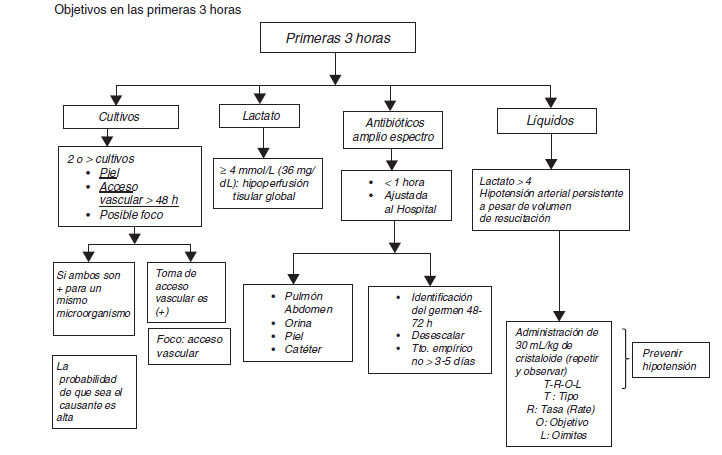 Objetivos en las primeras 3 horas
Primeras 3 horas
Cultivos
Lactato
Antibióticos
amplio espectro
Líquidos
2 o > cultivos
• Piel
• Acceso
vascular > 48 h
• Posible foco
≥ 4 mmol/L (36 mg/
dL): hipoperfusión
tisular global
• < 1 hora
• Ajustada
al Hospital
Lactato > 4
Hipotensión arterial persistente
a pesar de volumen
de resucitación
Si ambos son
+ para un
mismo
microorganismo
Toma de
acceso
vascular es
(+)
Foco: acceso
vascular
La
probabilidad
de que sea el
causante es
alta
• Pulmón
Abdomen
• Orina
• Piel
• Catéter
• Identificación
del germen 48-
72 h
• Desescalar
• Tto. empírico
no > 3-5 días
Administración de
30 mL/kg de
cristaloide (repetir
y observar)
T-R-O-L
T : Tipo
R: Tasa (Rate)
O: Objetivo
L: Oimites
Prevenir
hipotensión